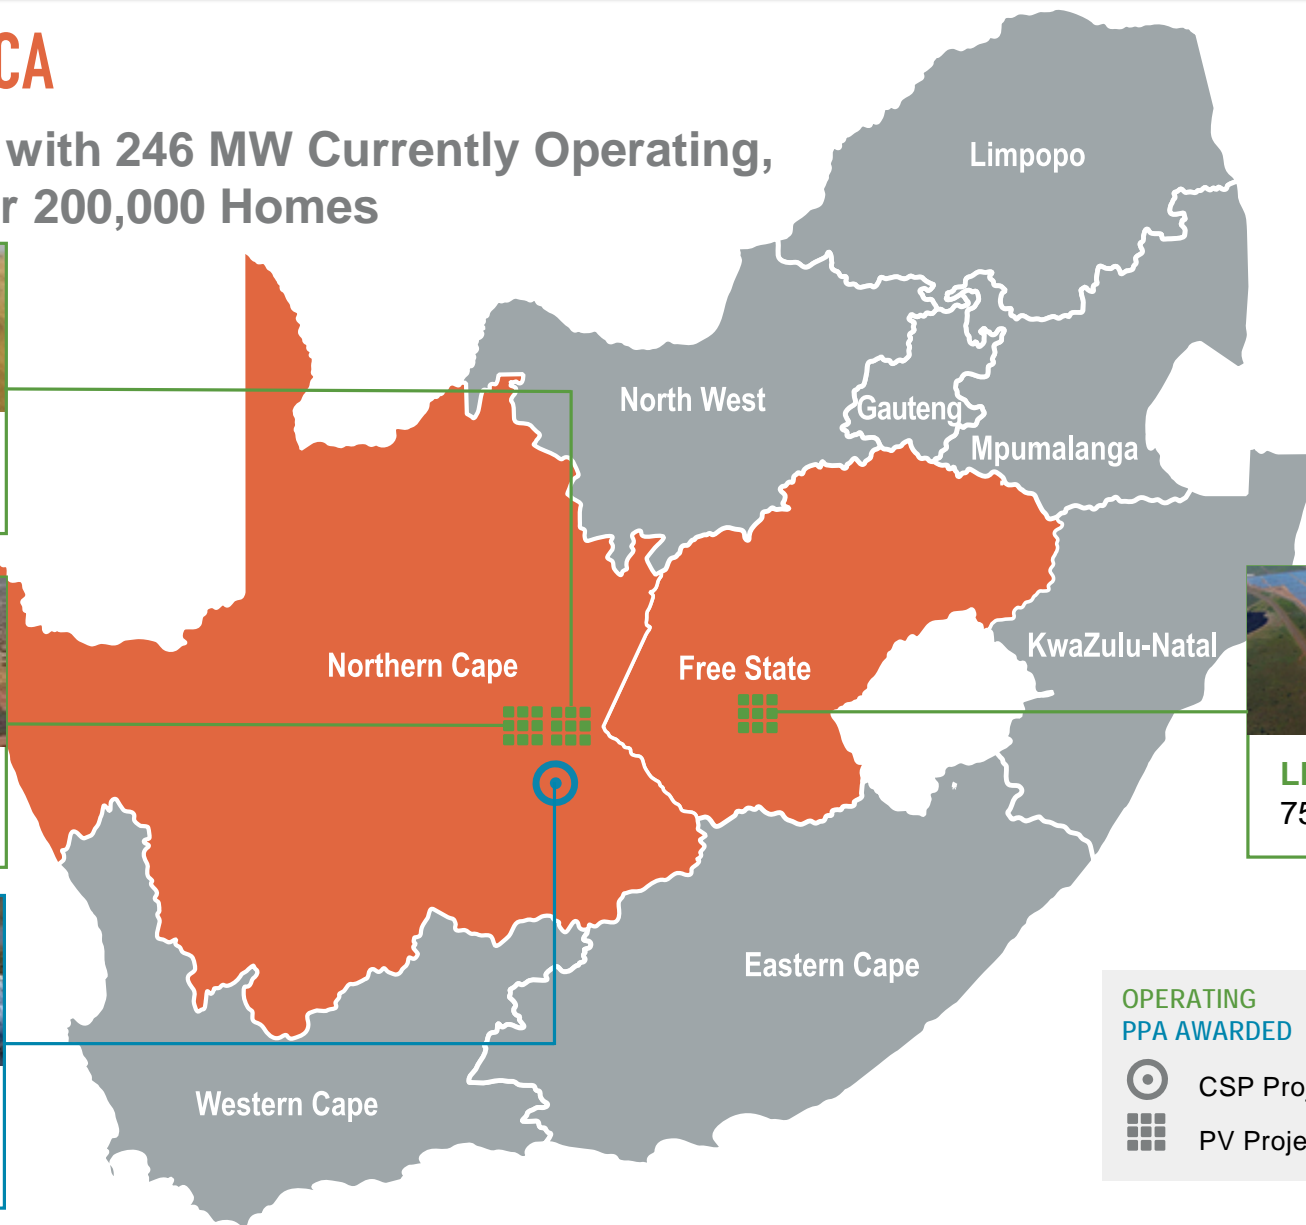 CA
with 246 MW Currently Operating,
r 200,000 Homes
Limpopo
North West
Gauteng
Mpumalanga
KwaZulu-Natal
Northern Cape
Free State
75
Eastern Cape
Western Cape
OPERATING
PPA AWARDED
CSP Proj
PV Proje